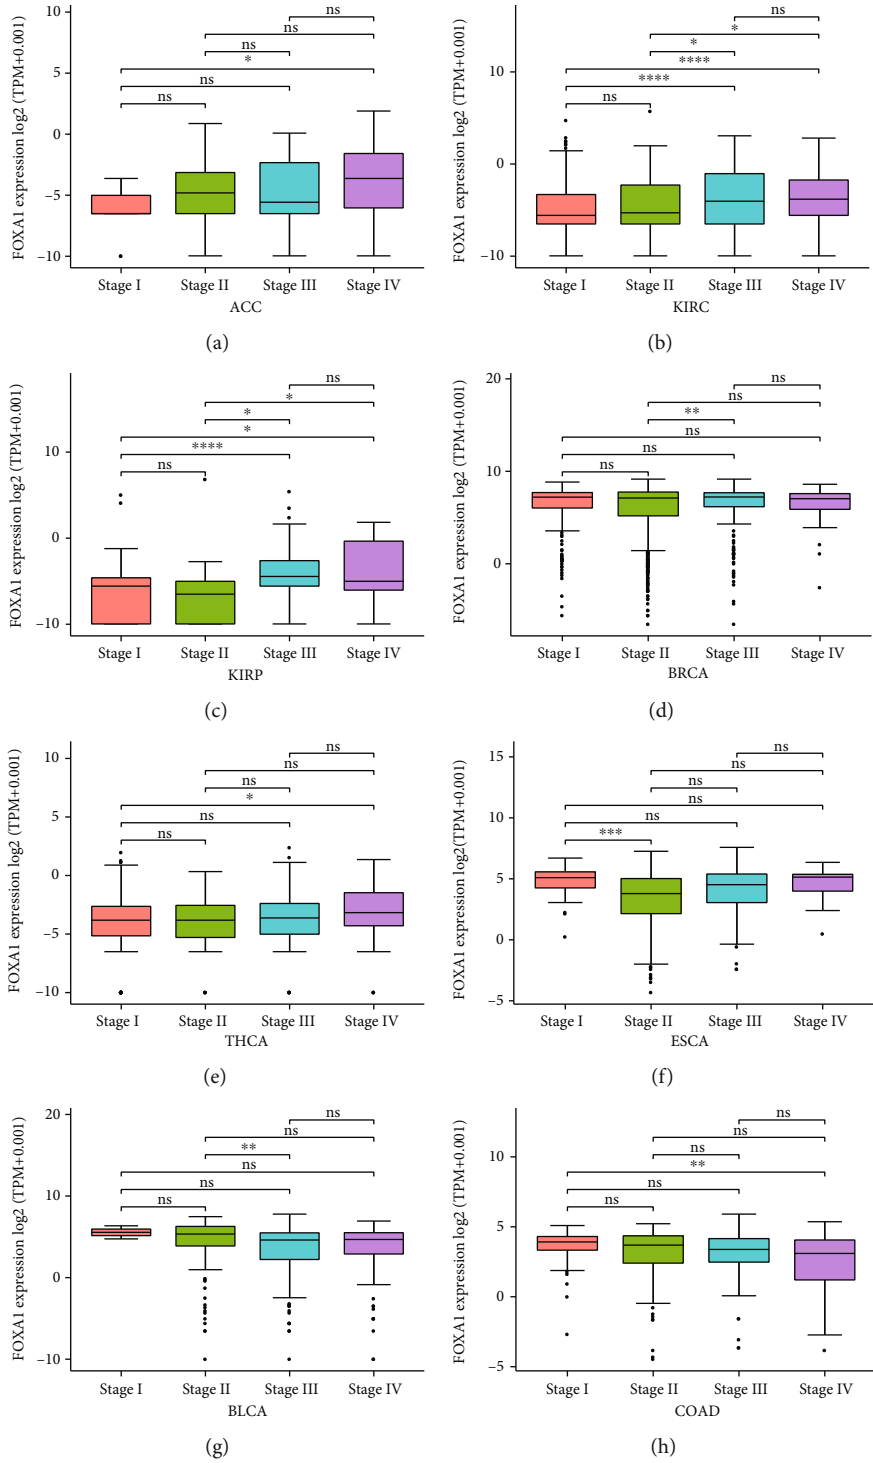 FOXA1 expression log2 (TPM+0.001)
10
5
−0
−5
−10
ns
ns
ns
*
ns
ns
Stage I Stage II Stage III Stage IV
ACC
(a)
FOXA1 expression log2 (TPM+0.001)
10
−0
−10
ns
*
*
****
****
ns
Stage I Stage II Stage III Stage IV
KIRC
(b)
FOXA1 expression log2 (TPM+0.001)
10
−0
−10
ns
*
*
*
****
ns
Stage I Stage II Stage III Stage IV
KIRP
(c)
FOXA1 expression log2 (TPM+0.001)
20
10
0
ns
ns
**
ns
ns
ns
Stage I Stage II Stage III Stage IV
BRCA
(d)
FOXA1 expression log2 (TPM+0.001)
10
5
−0
−5
−10
ns
ns
ns
*
ns
ns
Stage I Stage II Stage III Stage IV
THCA
(e)
FOXA1 expression log2(TPM+0.001)
15
10
5
0
−5
ns
ns
ns
ns
ns
***
Stage I Stage II Stage III Stage IV
ESCA
(f)
FOXA1 expression log2 (TPM+0.001)
20
10
0
−10
ns
ns
**
ns
ns
ns
Stage I Stage II Stage III Stage IV
BLCA
(g)
FOXA1 expression log2 (TPM+0.001)
10
5
0
−5
ns
ns
ns
**
ns
ns
Stage I Stage II Stage III Stage IV
COAD
(h)